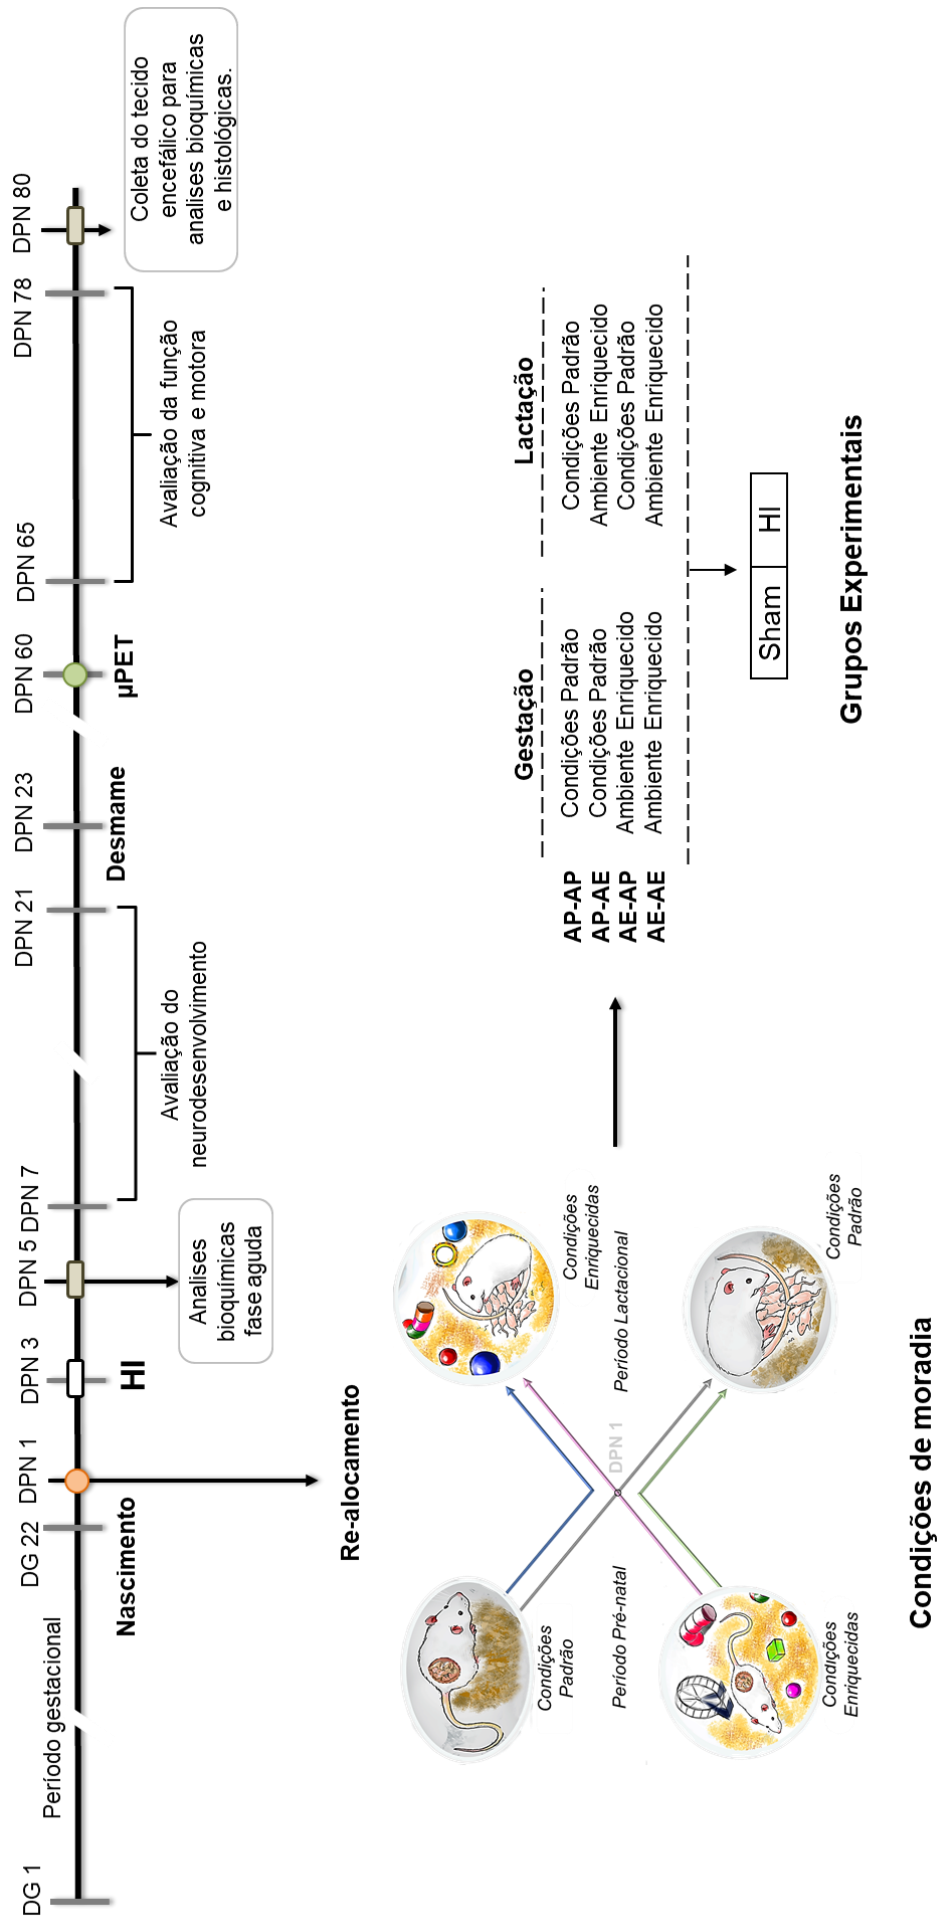 DG 1
Período gestacional
DG 22
DPN 1
DPN 3
DPN 5
DPN 7
DPN 21
DPN 23
DPN 60
DPN 65
DPN 78
DPN 80
Nascimento
HI
Desmame
µPET
Analises
bioquímicas
fase aguda
Avaliação do
neurodesenvolvimento
Avaliação da função
cognitiva e motora
Coleta do tecido
encefálico para
analises bioquímicas
e histológicas.
Re-alocamento
Condições
Padrão
Condições
Enriquecidas
Período Pré-natal
DPN 1
Período Lactacional
Condições
Enriquecidas
Condições
Padrão
Condições de moradia
Gestação Lactação
AP-AP Condições Padrão Condições Padrão
AP-AE Condições Padrão Ambiente Enriquecido
AE-AP Ambiente Enriquecido Condições Padrão
AE-AE Ambiente Enriquecido Ambiente Enriquecido
Sham HI
Grupos Experimentais